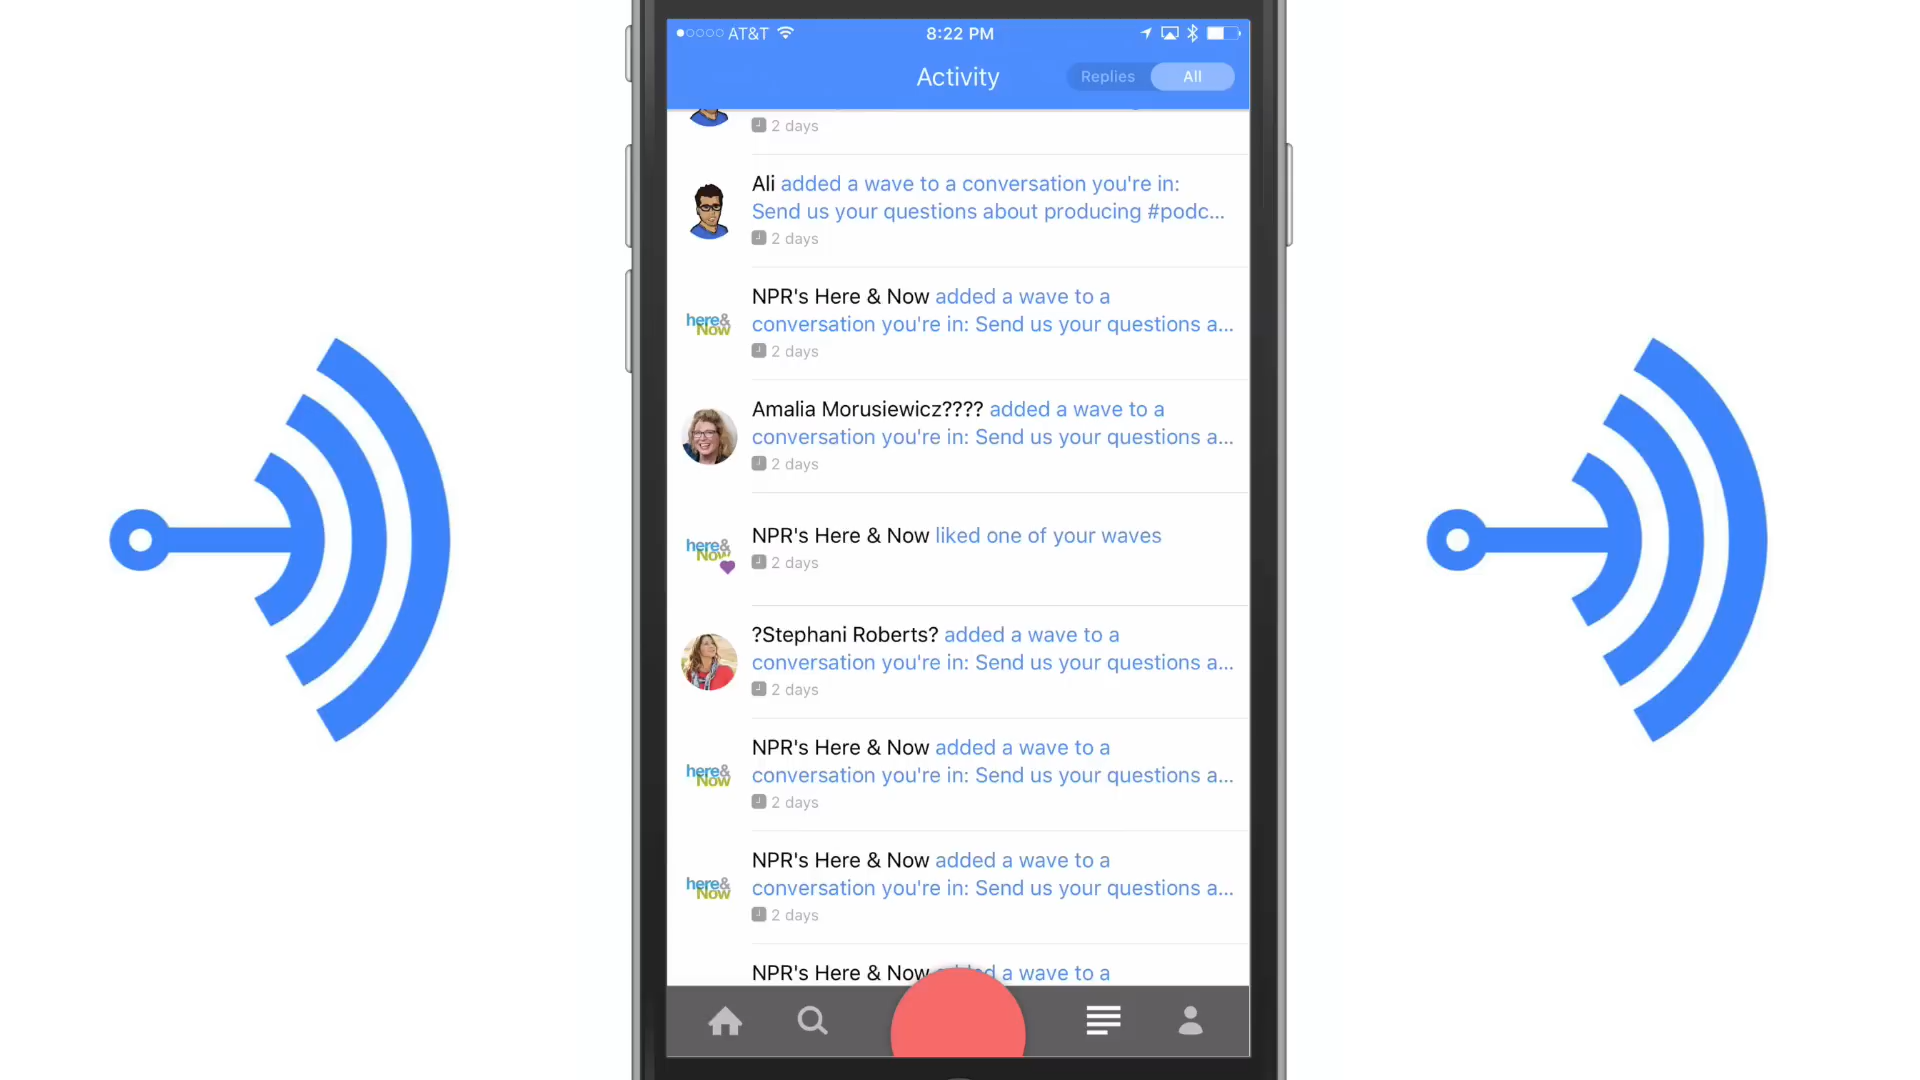 AT&T
8:22 PM
Activity
Replies
All
2 days
Ali added a wave to a conversation you're in:
Send us your questions about producing #podc...
2 days
here&
Now
NPR's Here & Now added a wave to a
conversation you're in: Send us your questions a...
2 days
Amalia Morusiewicz???? added a wave to a
conversation you're in: Send us your questions a...
2 days
here&
Now
NPR's Here & Now liked one of your waves
2 days
?Stephani Roberts? added a wave to a
conversation you're in: Send us your questions a...
2 days
here&
Now
NPR's Here & Now added a wave to a
conversation you're in: Send us your questions a...
2 days
here&
Now
NPR's Here & Now added a wave to a
conversation you're in: Send us your questions a...
2 days
NPR's Here & Now added a wave to a